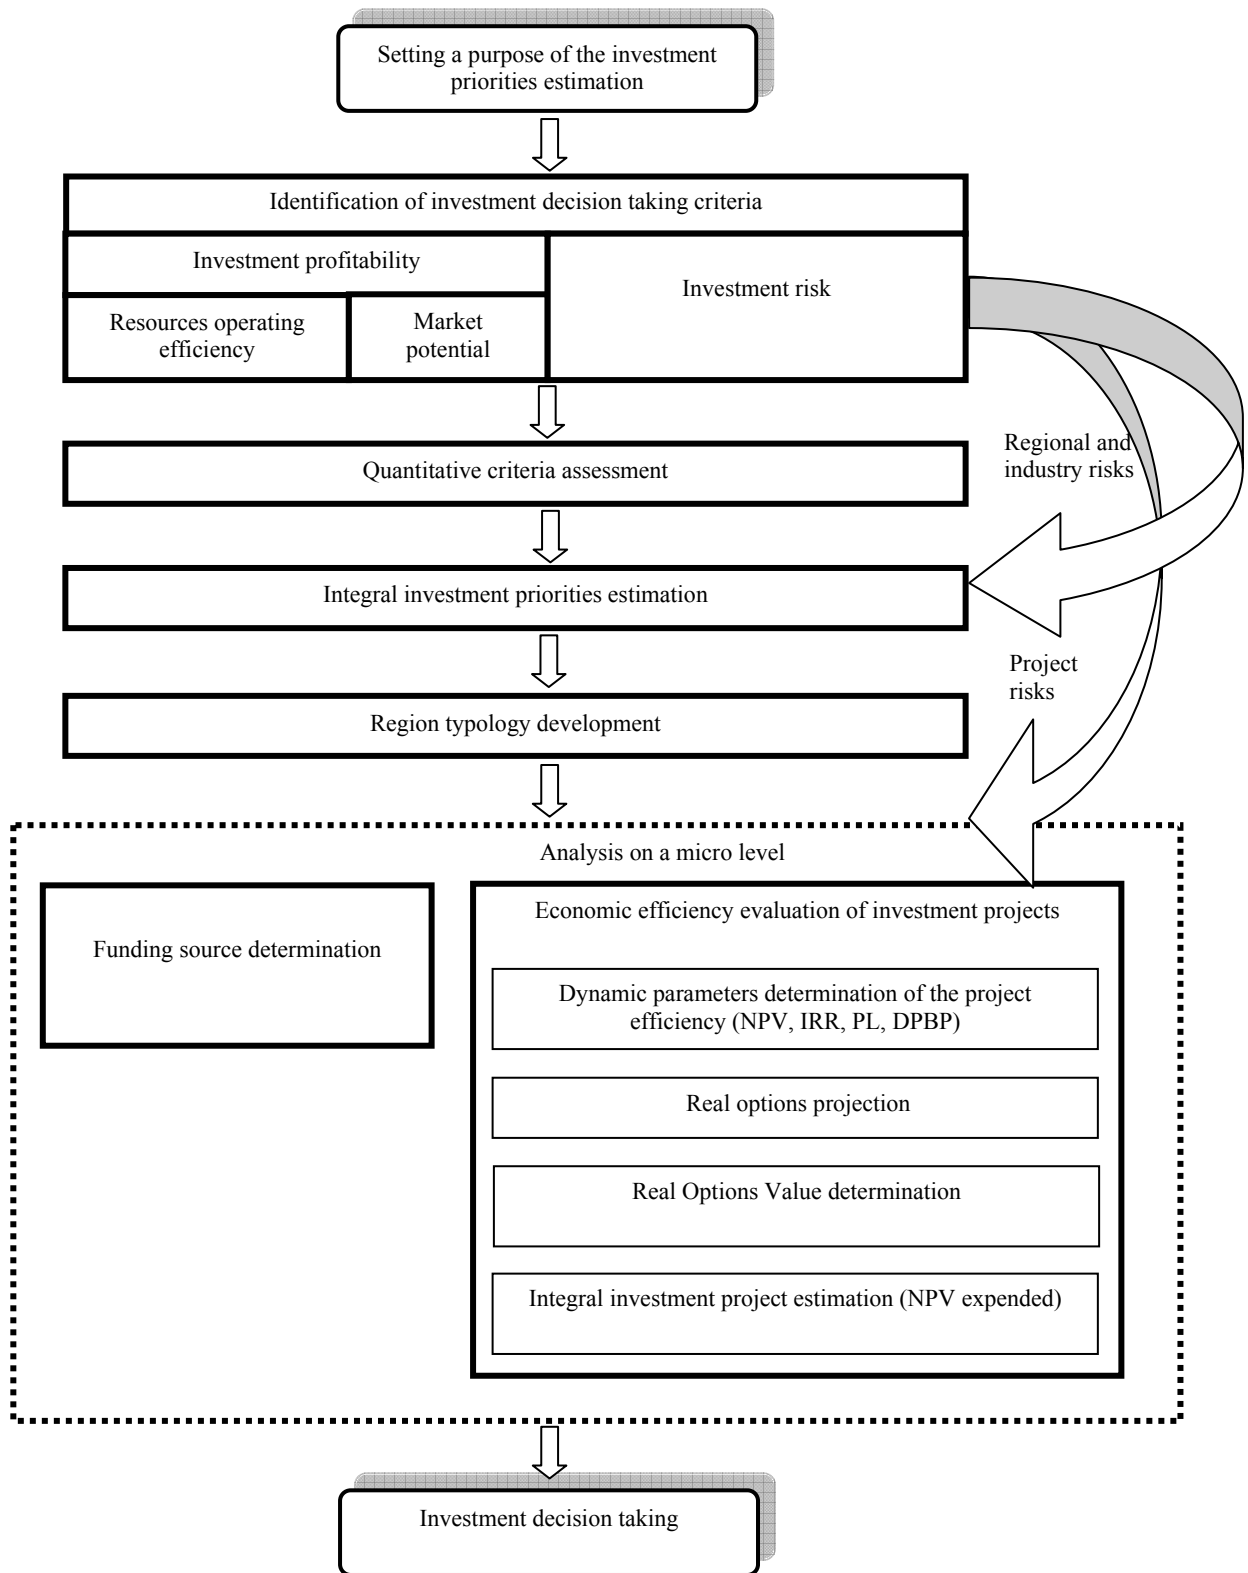 Setting a purpose of the investment
priorities estimation
Identification of investment decision taking criteria
Investment profitability
Investment risk
Resources operating
efficiency
Market
potential
Regional and
industry risks
Quantitative criteria assessment
Integral investment priorities estimation
Project
risks
Region typology development
Analysis on a micro level
Funding source determination
Economic efficiency evaluation of investment projects
Dynamic parameters determination of the project
efficiency (NPV, IRR, PL, DPBP)
Real options projection
Real Options Value determination
Integral investment project estimation (NPV expended)
Investment decision taking